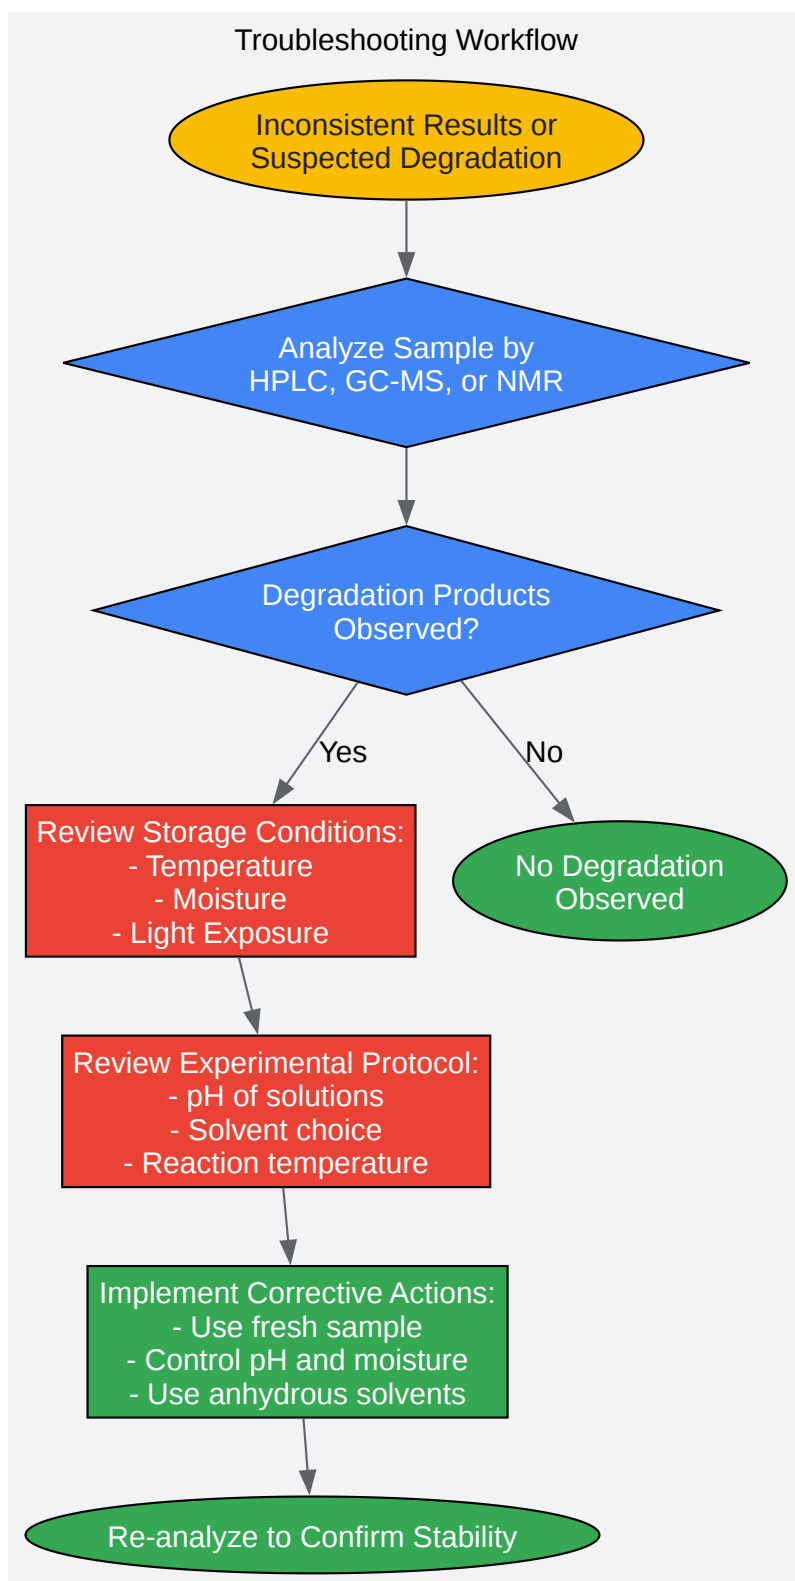 Troubleshooting Workflow
Inconsistent Results or
Suspected Degradation
Analyze Sample by
HPLC, GC-MS, or NMR
Degradation Products
Observed?
Yes
No
Review Storage Conditions:
- Temperature
- Moisture
- Light Exposure
No Degradation
Observed
Review Experimental Protocol:
- pH of solutions
- Solvent choice
- Reaction temperature
Implement Corrective Actions:
- Use fresh sample
- Control pH and moisture
- Use anhydrous solvents
Re-analyze to Confirm Stability